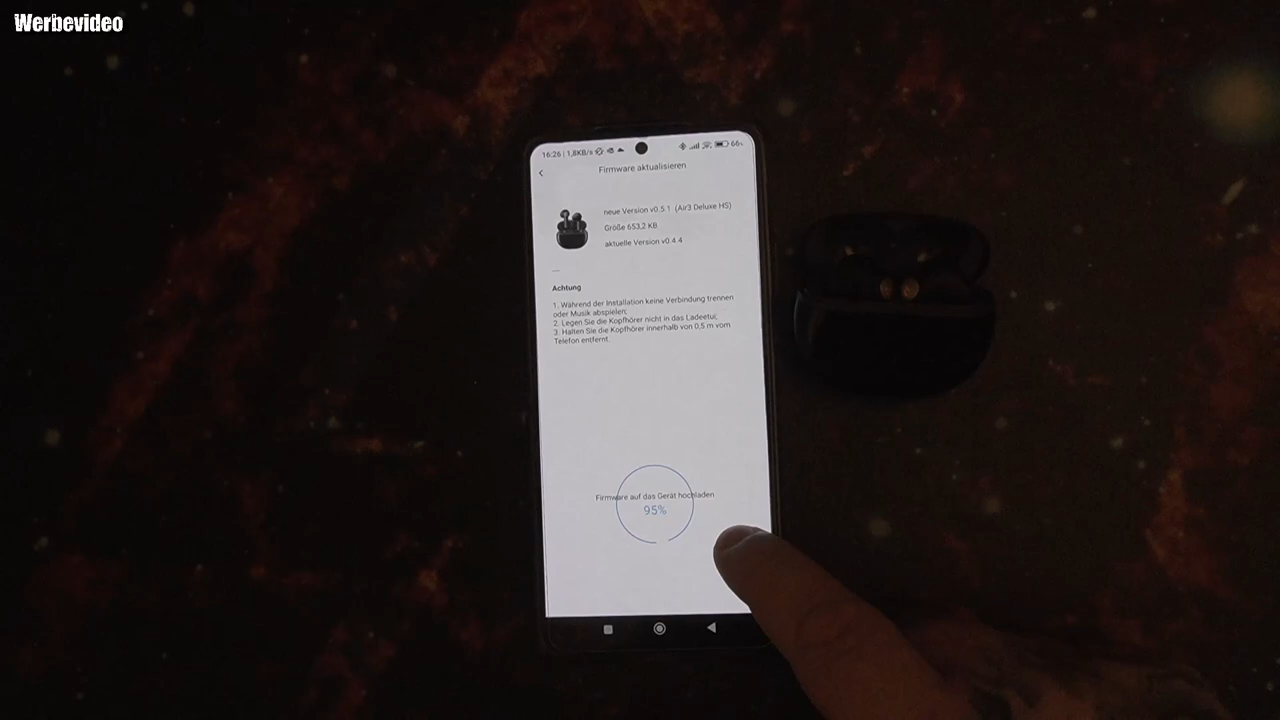 Werbevideo
16:26 | 1,8KB/s 66
Firmware aktualisieren
neue Version v0.5.1 (Air3 Deluxe HS)
Größe 653,2 KB
aktuelle Version v0.4.4
Achtung
1. Während der Installation keine Verbindung trennen
oder Musik abspielen;
2. Legen Sie die Kopfhörer nicht in das Ladeetui;
3. Halten Sie die Kopfhörer innerhalb von 0,5 m vom
Telefon entfernt.
Firmware auf das Gerät hochladen
95%